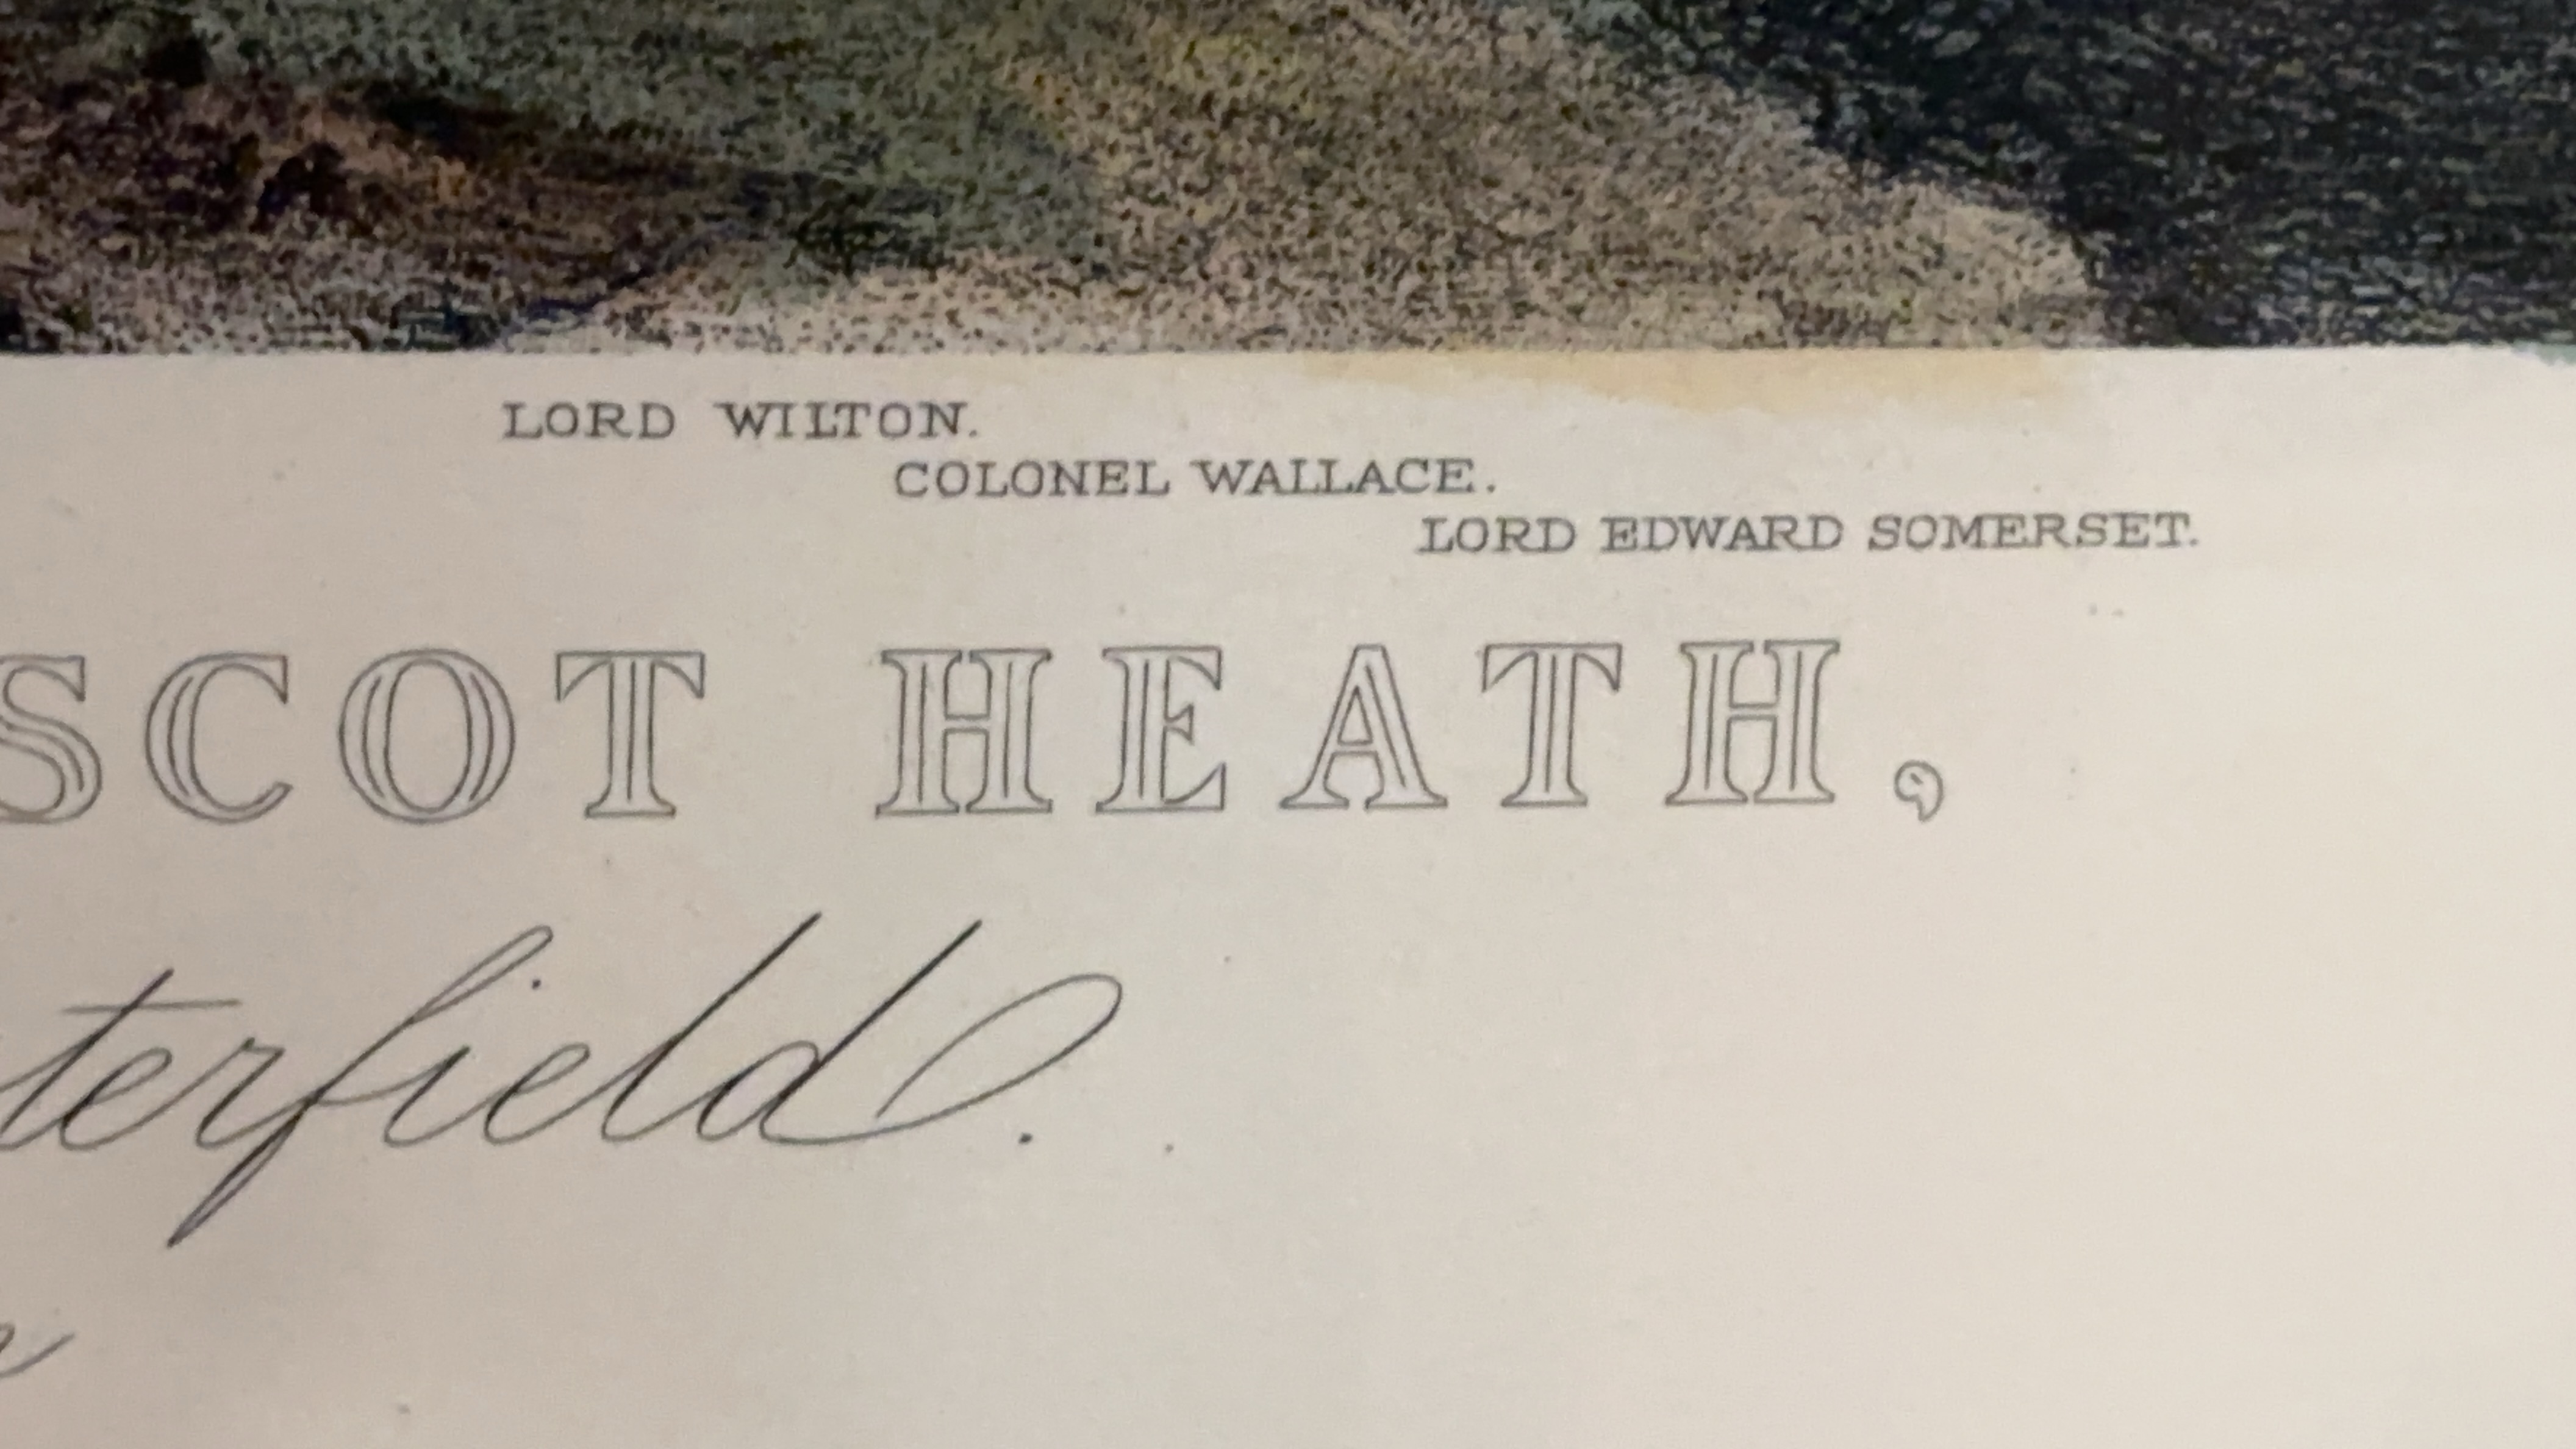 LORD WILTON.
COLONEL WALLACE.
LORD EDWARD SOMERSET.
SCOT HEATH,
terfield.